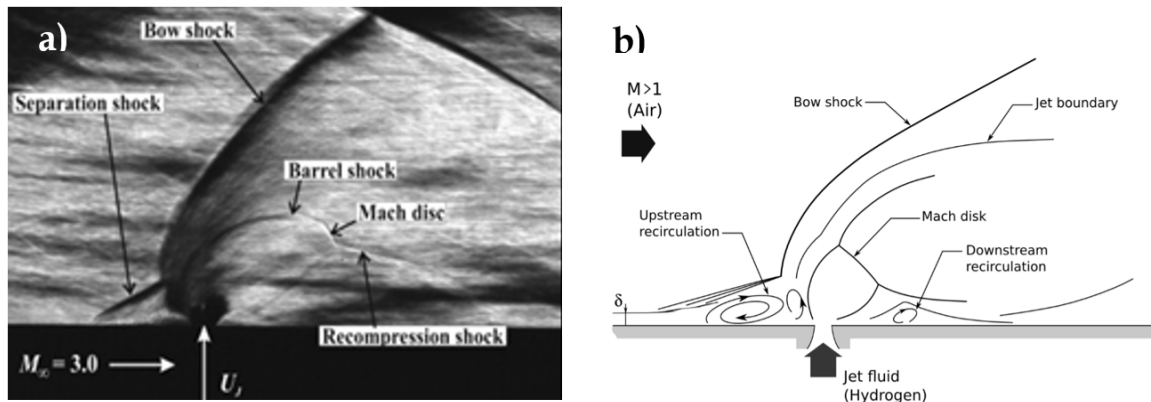 a)
Bow shock
Separation shock
Barrel shock
Mach disc
Recompression shock
M∞ = 3.0
U_J
b)
M>1
(Air)
Bow shock
Jet boundary
Upstream
recirculation
Mach disk
Downstream
recirculation
δ
Jet fluid
(Hydrogen)